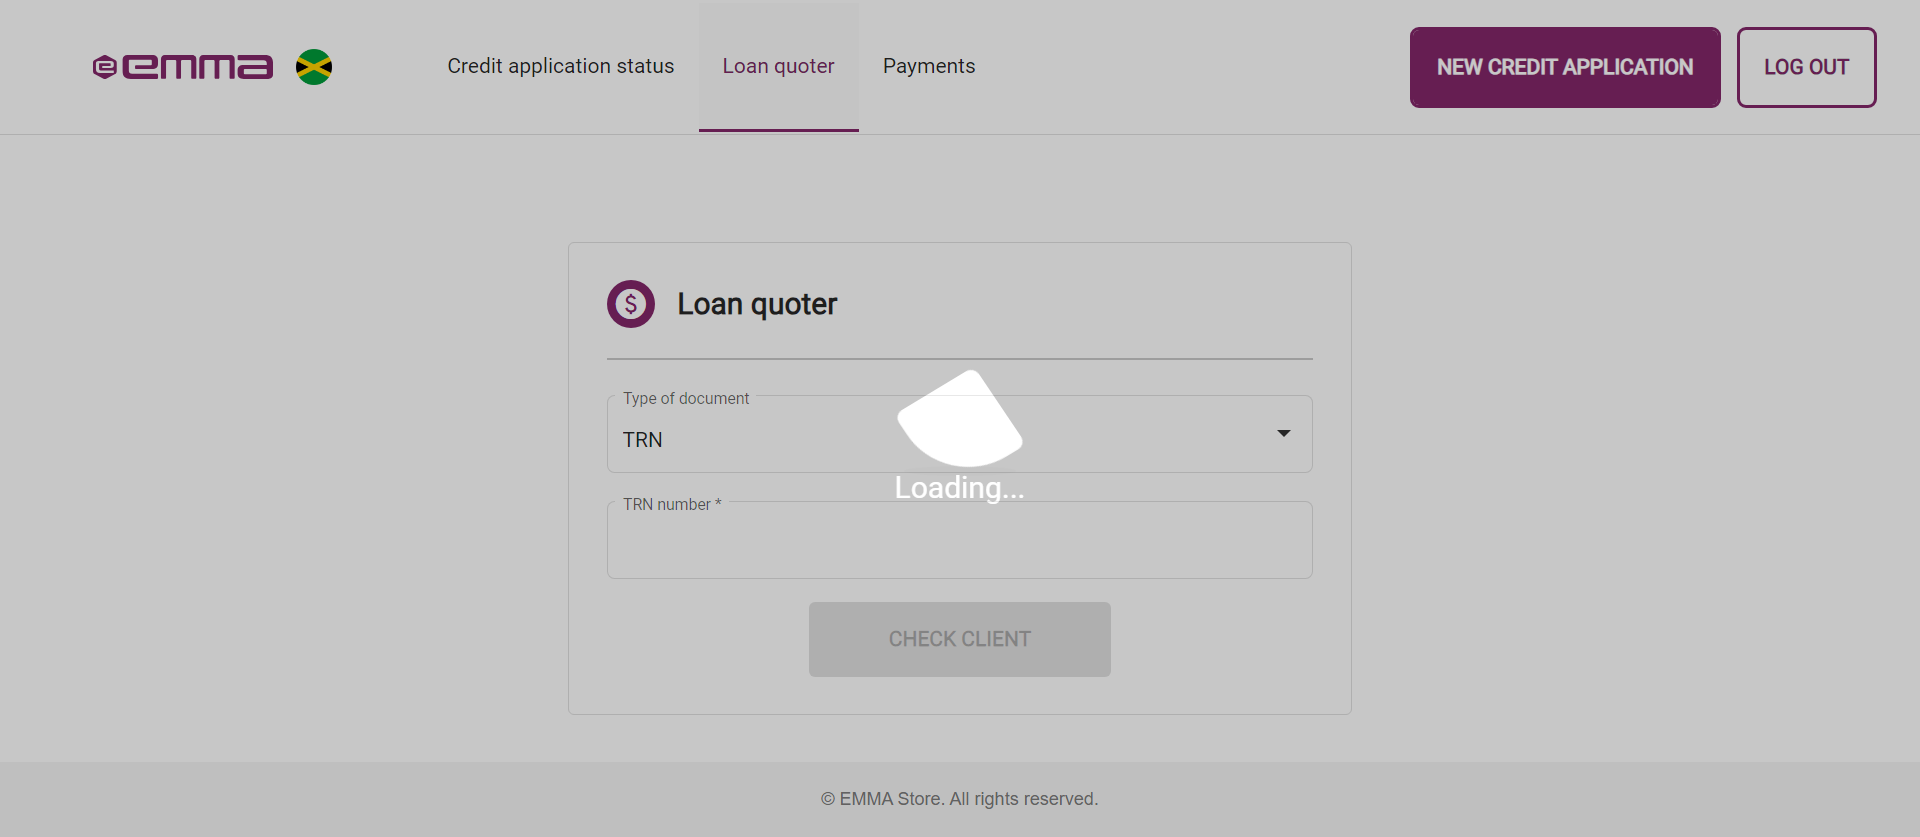 emma
Credit application status
Loan quoter
Payments
NEW CREDIT APPLICATION
LOG OUT
$ Loan quoter
Type of document
TRN
Loading...
TRN number *
CHECK CLIENT
© EMMA Store. All rights reserved.